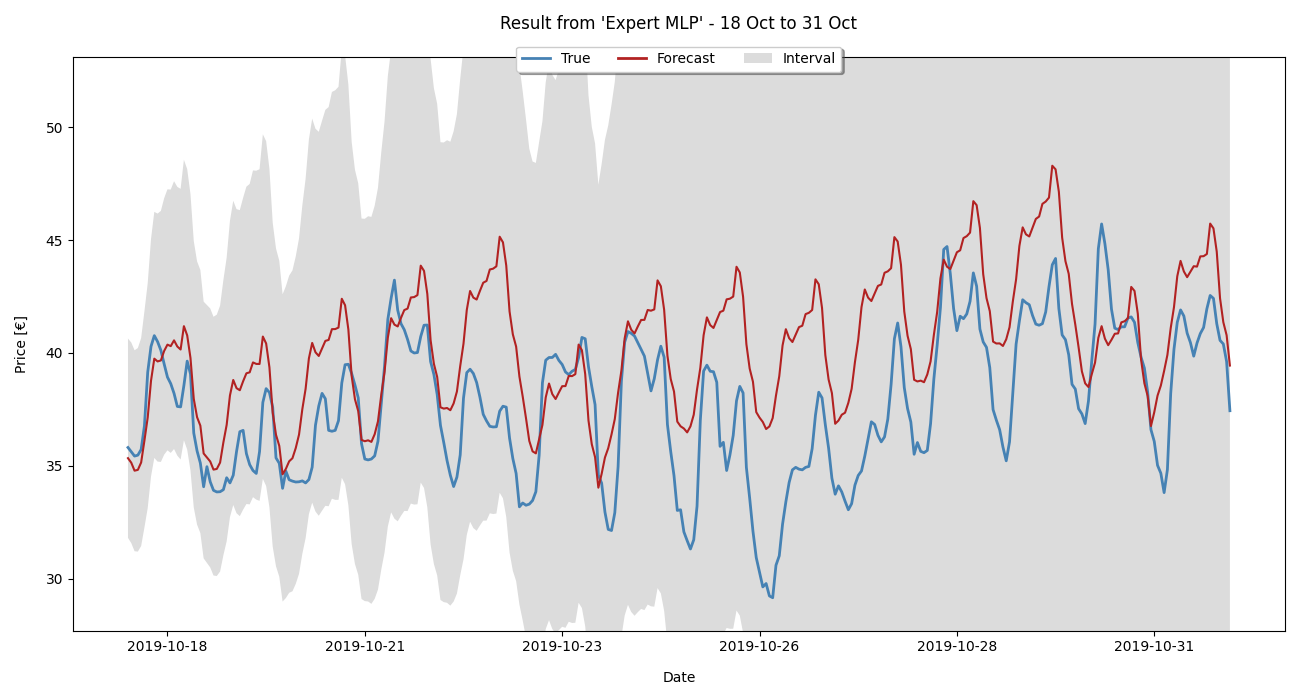 Result from 'Expert MLP' - 18 Oct to 31 Oct
True Forecast Interval
Price [€]
50
45
40
35
30
2019-10-18 2019-10-21 2019-10-23 2019-10-26 2019-10-28 2019-10-31
Date